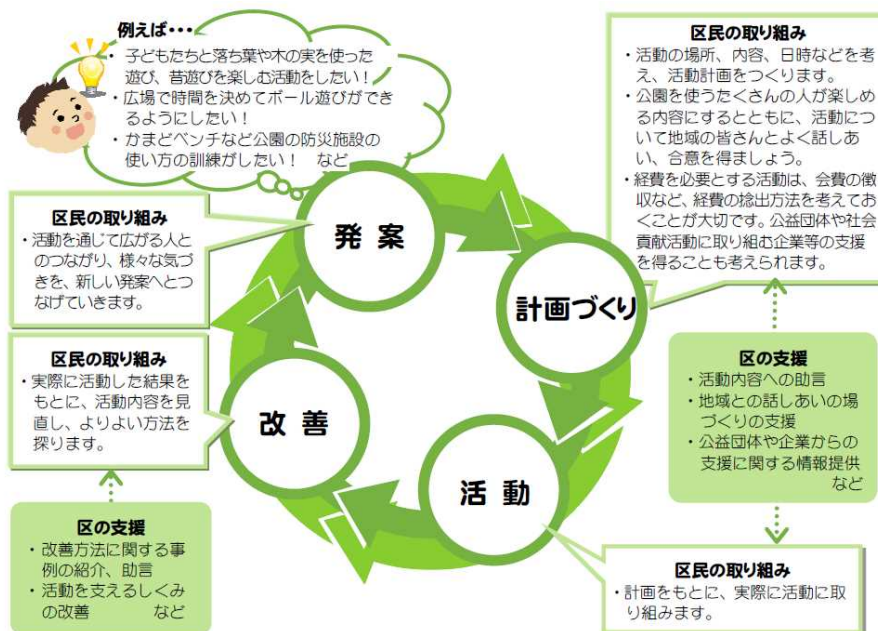 例えば・・・
・ 子どもたちと落ち葉や木の実を使った
遊び、昔遊びを楽しむ活動をしたい！
・広場で時間を決めてボール遊びができ
るようにしたい！
・かまどベンチなど公園の防災施設の
使い方の訓練がしたい！ など
発 案
区民の取り組み
・活動の場所、内容、日時などを考
え、活動計画をつくります。
・公園を使うたくさんの人が楽しめ
る内容にするとともに、活動につ
いて地域の皆さんとよく話しあ
い、合意を得ましょう。
・経費を必要とする活動は、会費の徴
収など、経費の捻出方法を考えてお
くことが大切です。公益団体や社会
貢献活動に取り組む企業等の支援
を得ることも考えられます。
計画づくり
区の支援
・活動内容への助言
・地域との話しあいの場
づくりの支援
・公益団体や企業からの
支援に関する情報提供
など
活 動
区民の取り組み
・計画をもとに、実際に活動に取
り組みます。
改 善
区民の取り組み
・実際に活動した結果を
もとに、活動内容を見
直し、よりよい方法を
探ります。
区の支援
・改善方法に関する事
例の紹介、助言
・活動を支えるしくみ
の改善 など
区民の取り組み
・活動を通じて広がる人と
のつながり、様々な気づ
きを、新しい発案へとつ
なげていきます。